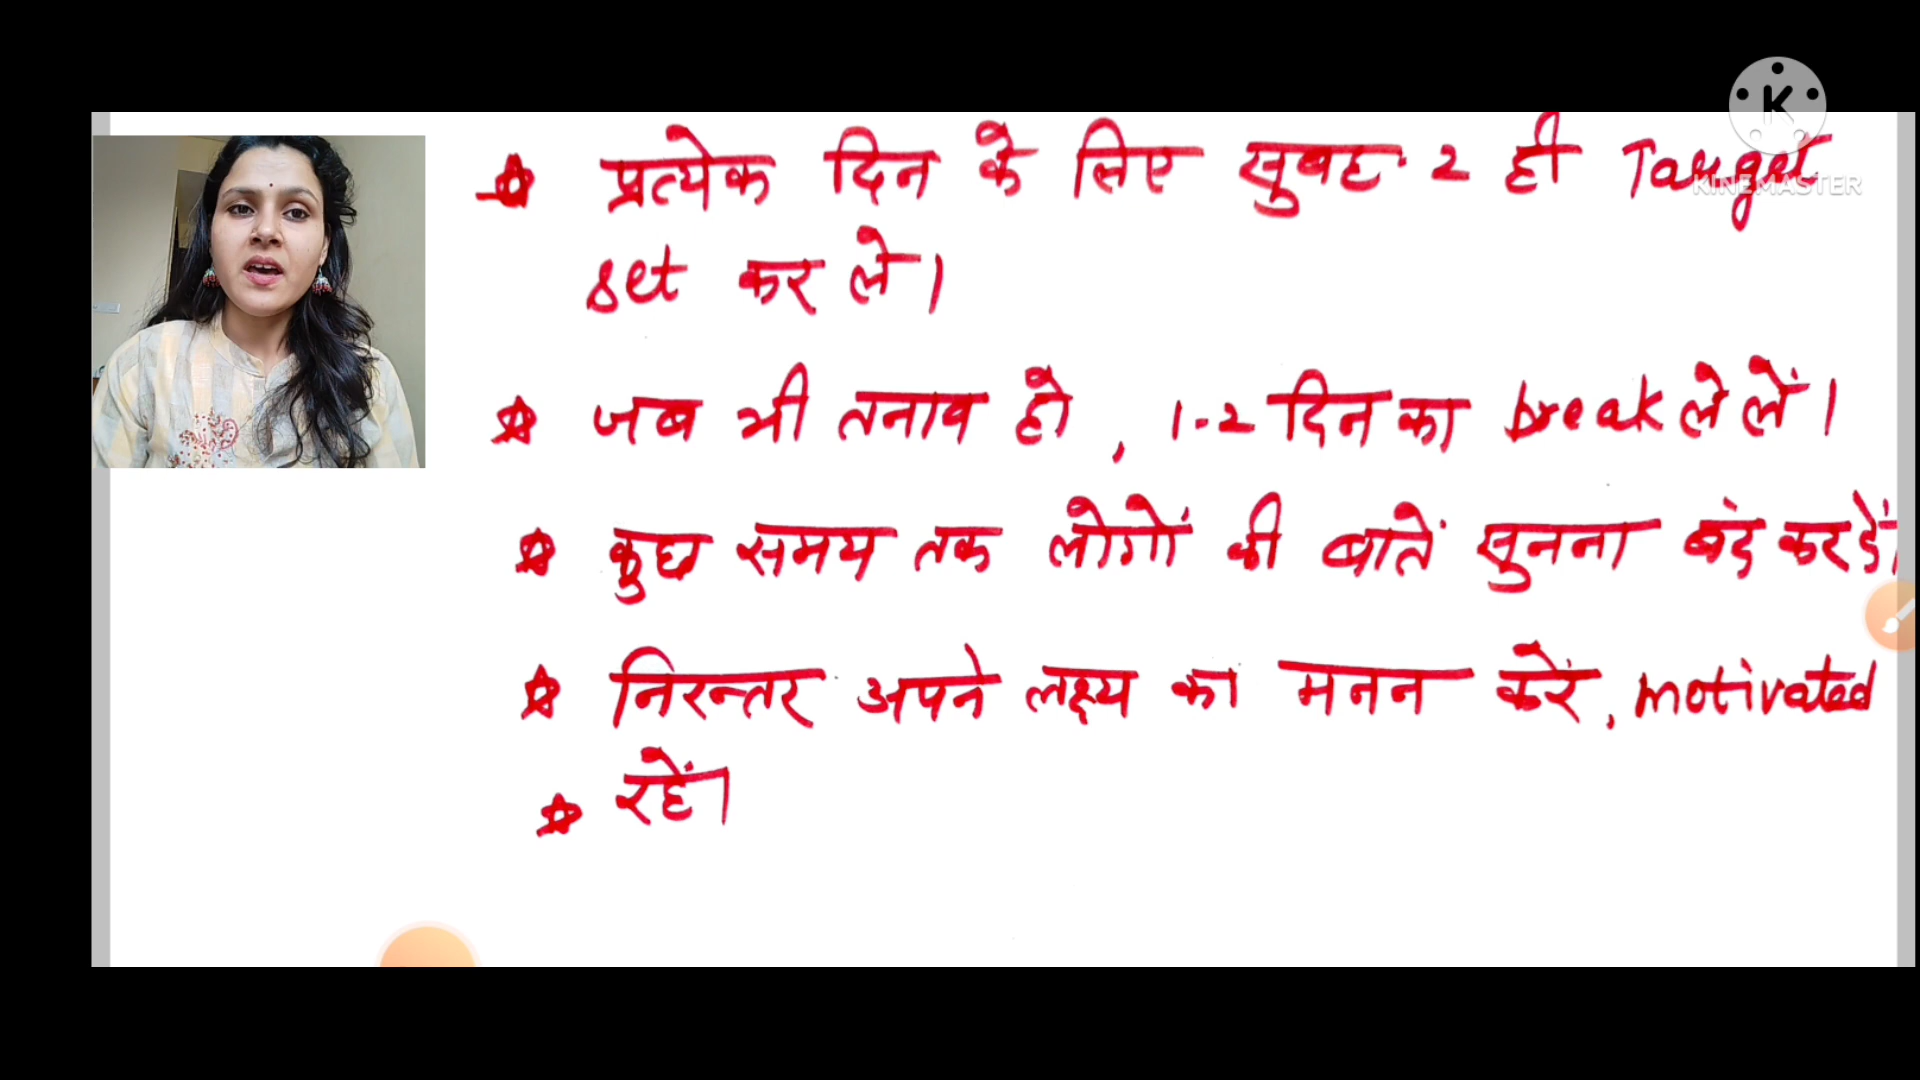 K
KINEMASTER
☆ प्रत्येक दिन के लिए सुबह 2 ही Target
set कर ले।
☆ जब भी तनाव हो, 1-2 दिन का break ले लें।
☆ कुछ समय तक लोगों की बातें सुनना बंद कर दें।
☆ निरन्तर अपने लक्ष्य का मनन करें, motivated
☆ रहें।